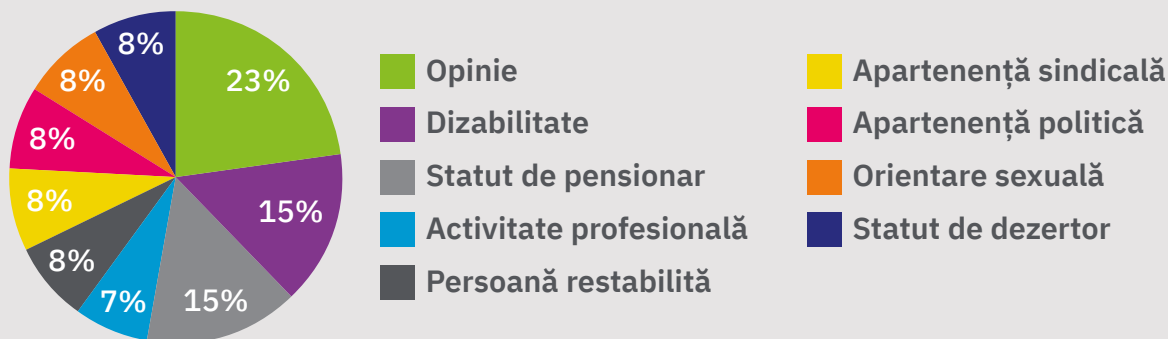 8%
23%
15%
15%
7%
8%
8%
8%
8%
Opinie
Dizabilitate
Statut de pensionar
Activitate profesională
Persoană restabilită
Apartenență sindicală
Apartenență politică
Orientare sexuală
Statut de dezertor